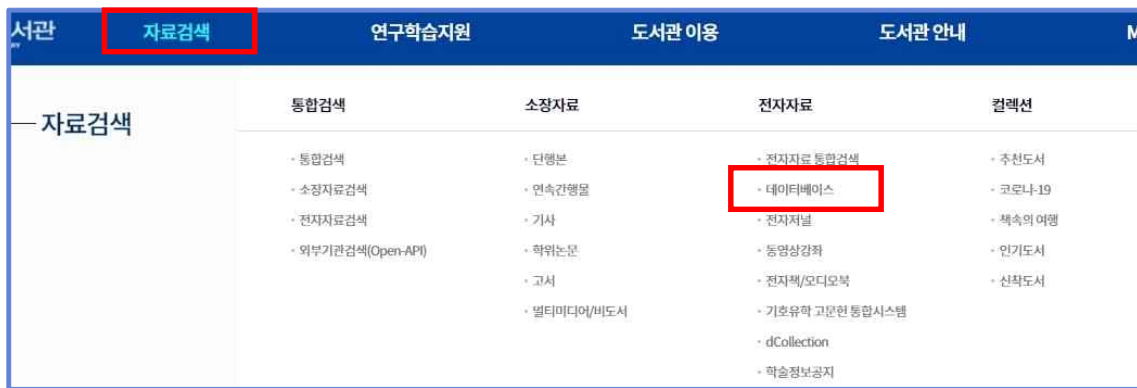 서관 자료검색 연구학습지원 도서관 이용 도서관 안내 M
자료검색
통합검색 소장자료 전자자료 컬렉션
· 통합검색 · 단행본 · 전자자료 통합검색 · 추천도서
· 소장자료검색 · 연속간행물 · 데이터베이스 · 코로나-19
· 전자자료검색 · 기사 · 전자저널 · 책속의 여행
· 외부기관검색(Open-API) · 학위논문 · 동영상강좌 · 인기도서
· 고서 · 전자책/오디오북 · 신착도서
· 멀티미디어/비도서 · 기호유학 고문헌 통합시스템
· dCollection
· 학술정보공지